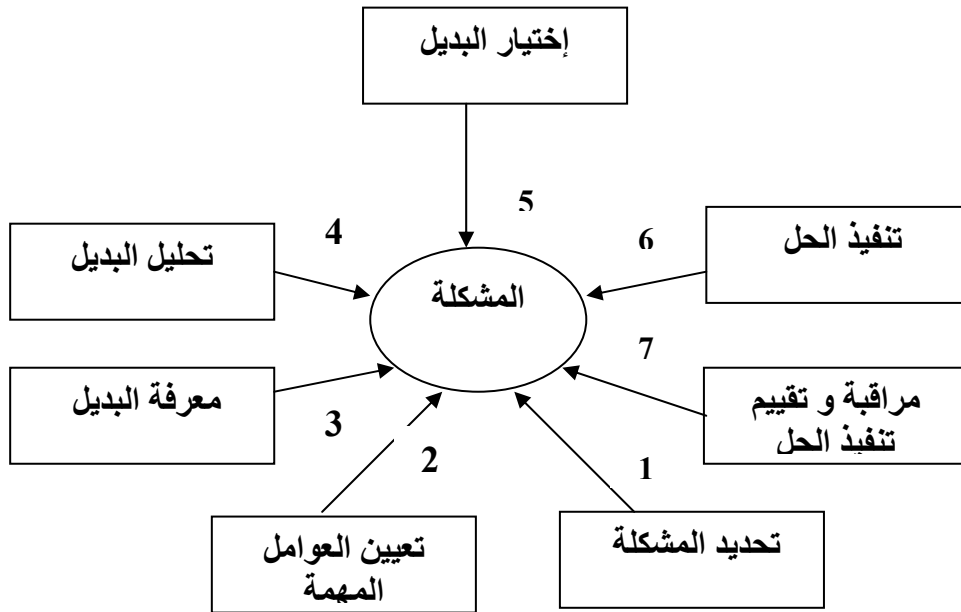 إختيار البديل
5
4
6
تحليل البديل
تنفيذ الحل
المشكلة
7
معرفة البديل
مراقبة و تقييم
تنفيذ الحل
3
2
1
تعيين العوامل
المهمة
تحديد المشكلة